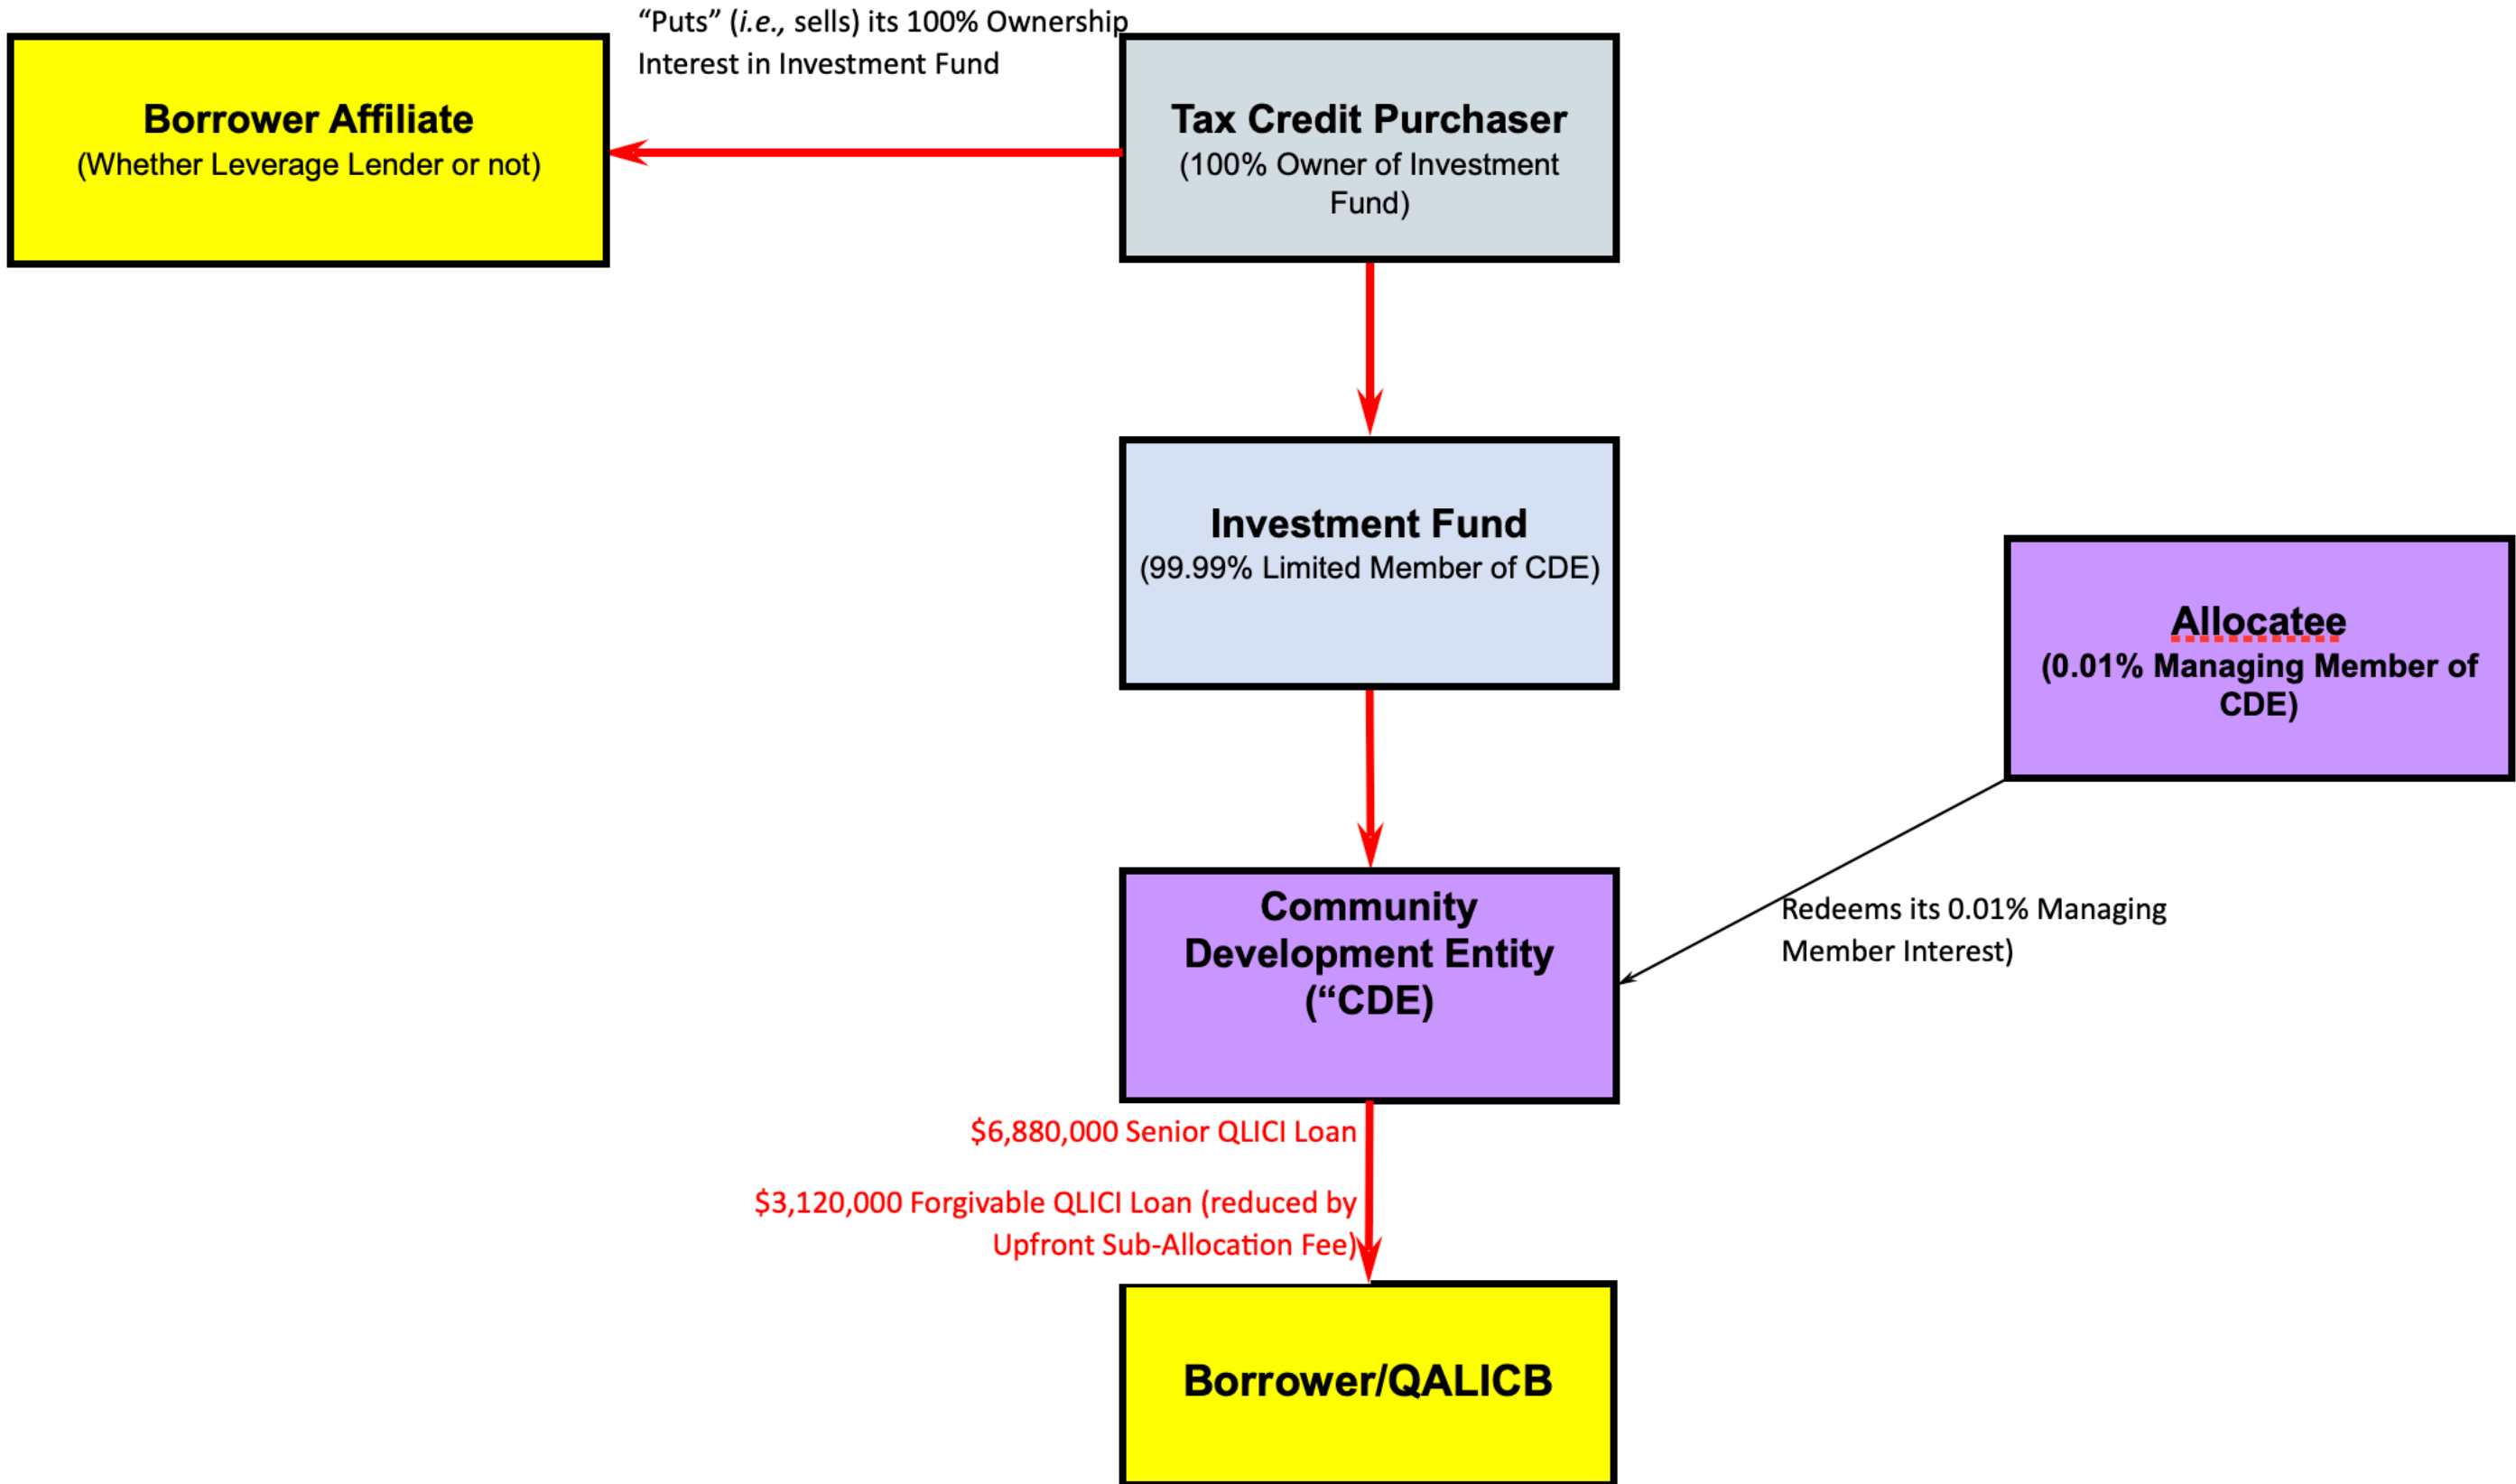 “Puts” (i.e., sells) its 100% Ownership
Interest in Investment Fund
Borrower Affiliate
(Whether Leverage Lender or not)
Tax Credit Purchaser
(100% Owner of Investment
Fund)
Investment Fund
(99.99% Limited Member of CDE)
Allocatee
(0.01% Managing Member of
CDE)
Community
Development Entity
(“CDE)
Redeems its 0.01% Managing
Member Interest)
$6,880,000 Senior QLICI Loan
$3,120,000 Forgivable QLICI Loan (reduced by
Upfront Sub-Allocation Fee)
Borrower/QALICB